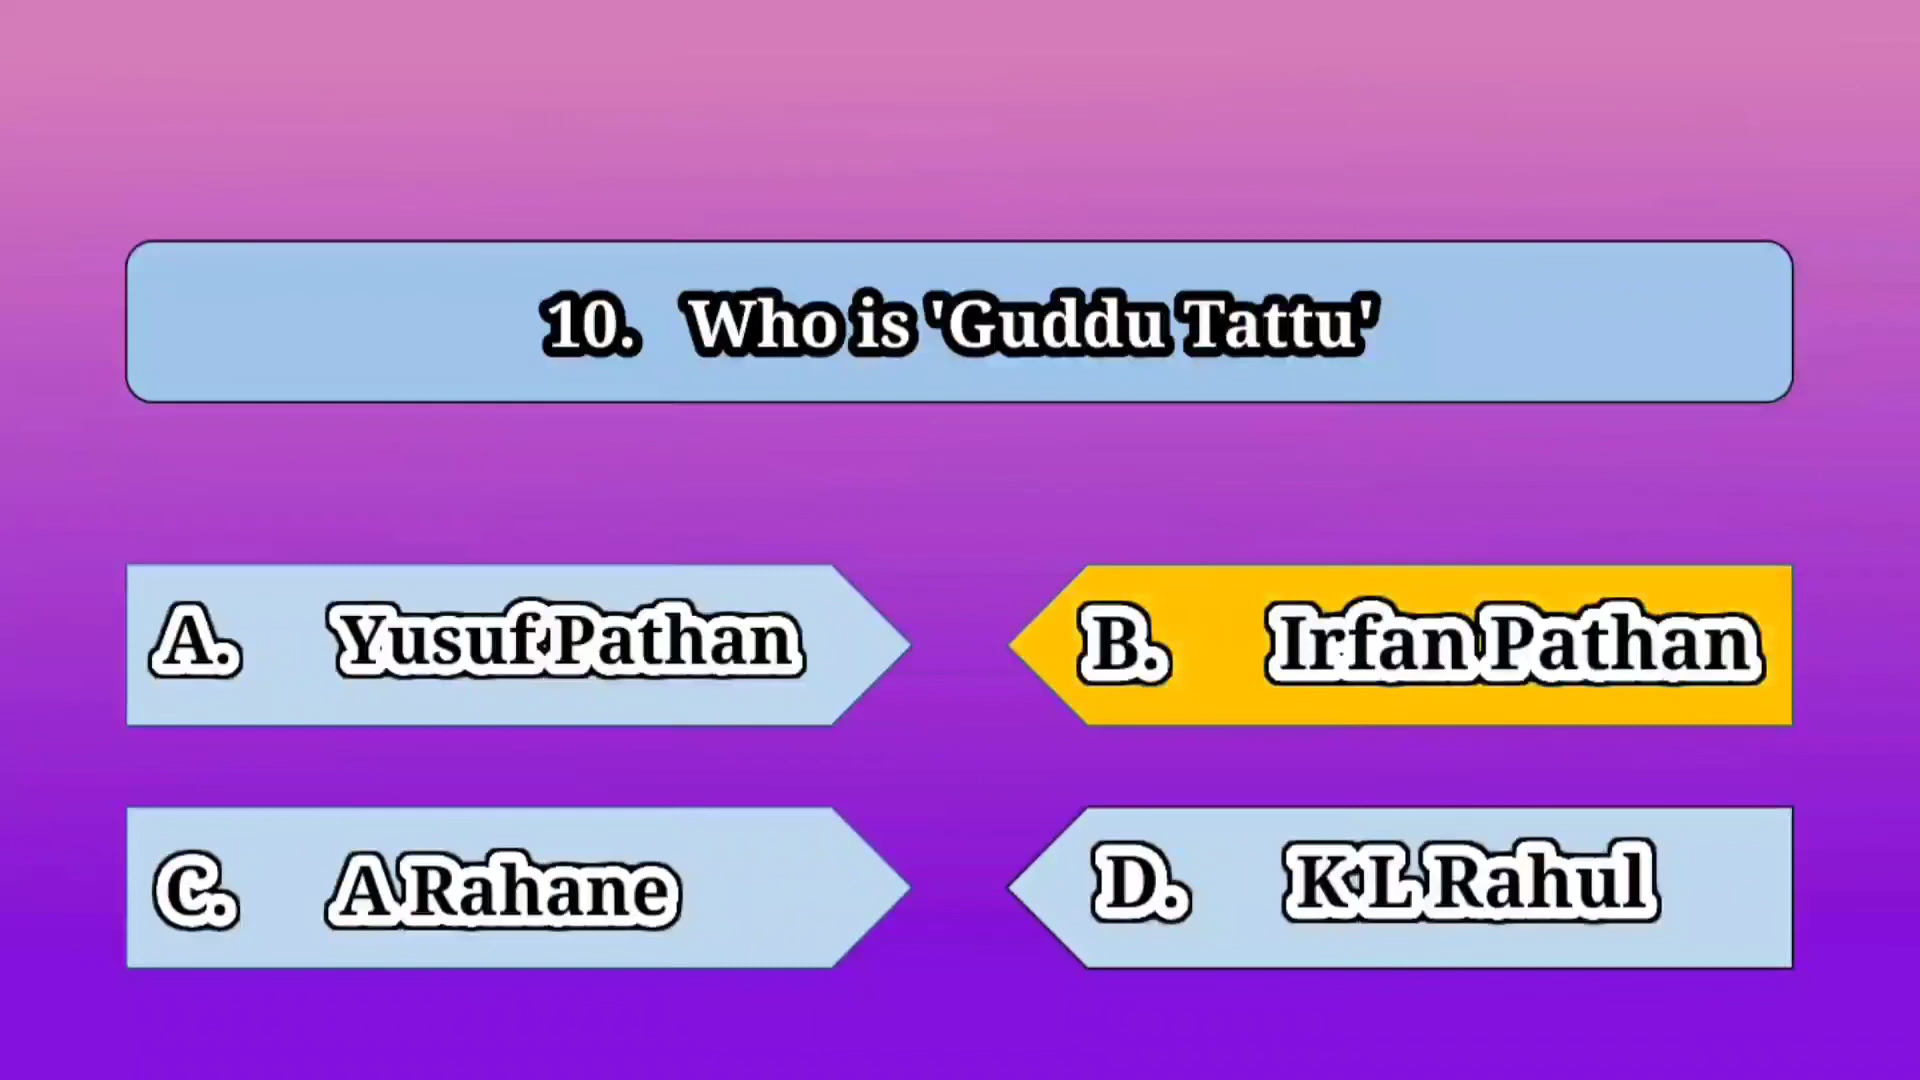 10. Who is 'Guddu Tattu'
A. Yusuf Pathan
B. Irfan Pathan
C. A Rahane
D. K L Rahul